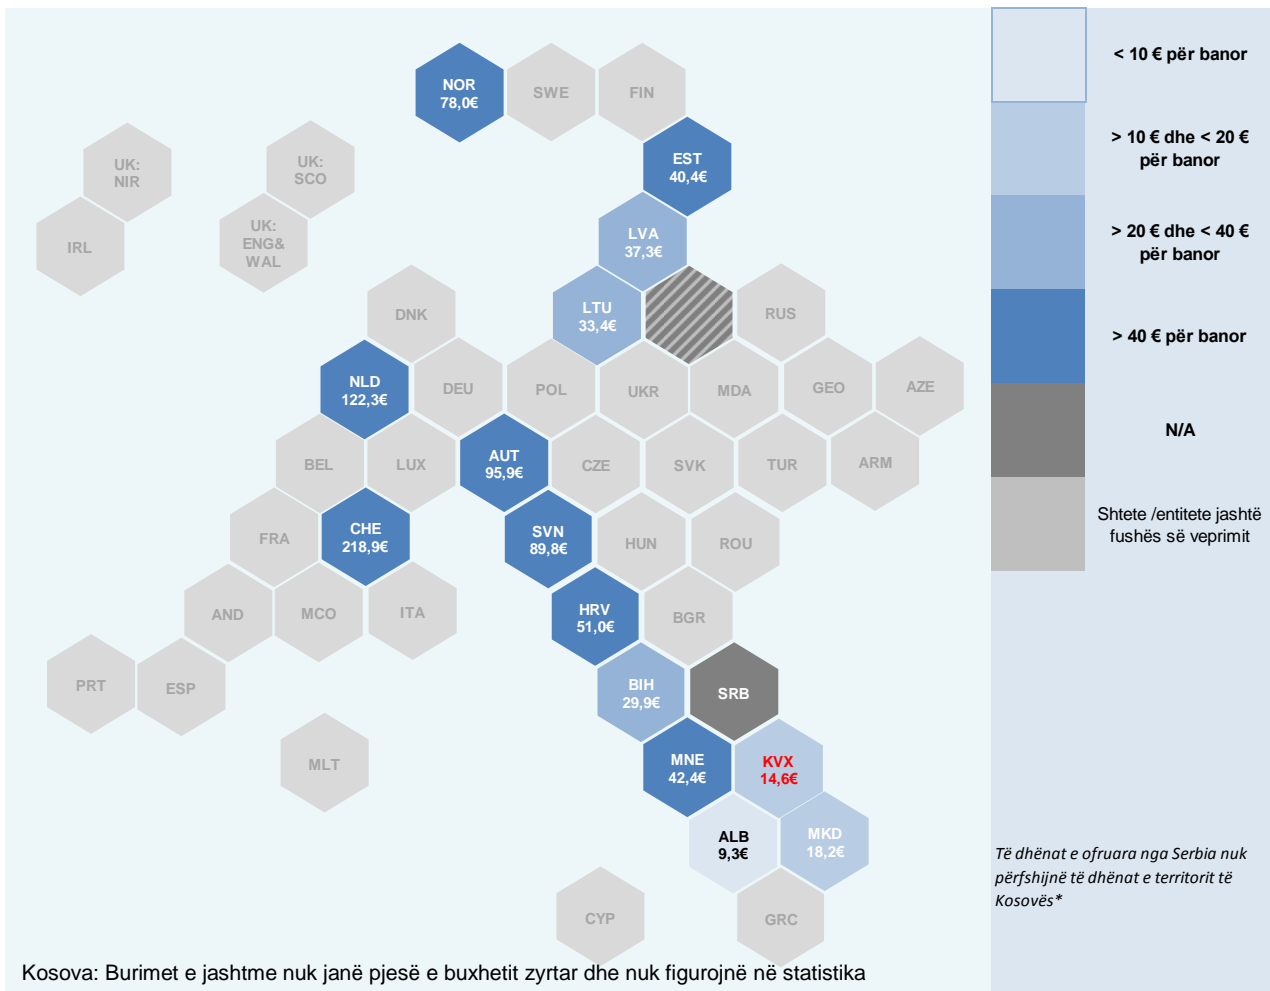 NOR
78,0€
SWE
FIN
EST
40,4€
UK:
NIR
UK:
SCO
IRL
UK:
ENG&
WAL
LVA
37,3€
DNK
LTU
33,4€
RUS
NLD
122,3€
DEU
POL
UKR
MDA
GEO
AZE
BEL
LUX
AUT
95,9€
CZE
SVK
TUR
ARM
FRA
CHE
218,9€
SVN
89,8€
HUN
ROU
AND
MCO
ITA
HRV
51,0€
BGR
PRT
ESP
BIH
29,9€
SRB
MLT
MNE
42,4€
KVX
14,6€
ALB
9,3€
MKD
18,2€
CYP
GRC
Kosova: Burimet e jashtme nuk janë pjesë e buxhetit zyrtar dhe nuk figurojnë në statistika
< 10 € për banor
> 10 € dhe < 20 €
për banor
> 20 € dhe < 40 €
për banor
> 40 € për banor
N/A
Shtete /entitete jashtë
fushës së veprimit
Të dhënat e ofruara nga Serbia nuk
përfshijnë të dhënat e territorit të
Kosovës*